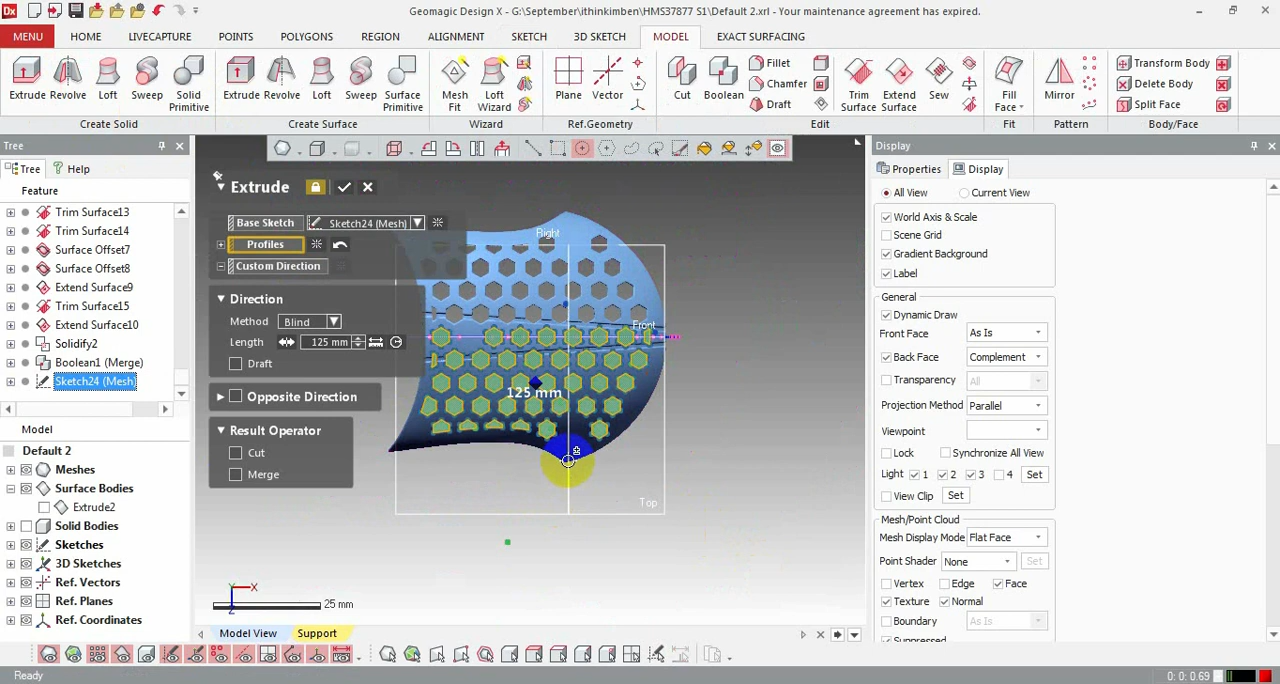 Dx
Geomagic Design X - G:\September\ithinkimben\HMS37877 S1\Default 2.xrl - Your maintenance agreement has expired.
MENU HOME LIVECAPTURE POINTS POLYGONS REGION ALIGNMENT SKETCH 3D SKETCH MODEL EXACT SURFACING
Extrude Revolve Loft Sweep Solid Primitive
Create Solid
Extrude Revolve Loft Sweep Surface Primitive
Create Surface
Mesh Fit Loft Wizard
Wizard
Plane Vector
Ref.Geometry
Cut Boolean Fillet Chamfer Draft Trim Surface Extend Surface Sew
Edit
Fill Face
Fit
Mirror
Pattern
Transform Body
Delete Body
Split Face
Body/Face
Tree
Tree Help
Feature
Trim Surface13
Trim Surface14
Surface Offset7
Surface Offset8
Extend Surface9
Trim Surface15
Extend Surface10
Solidify2
Boolean1 (Merge)
Sketch24 (Mesh)
Model
Default 2
Meshes
Surface Bodies
Extrude2
Solid Bodies
Sketches
3D Sketches
Ref. Vectors
Ref. Planes
Ref. Coordinates
Extrude
Base Sketch Sketch24 (Mesh)
Profiles
Custom Direction
Direction
Method Blind
Length 125 mm
Draft
Opposite Direction
Result Operator
Cut
Merge
Right
Front
125 mm
Top
Y X
Z
25 mm
Model View Support
Display
Properties Display
All View Current View
World Axis & Scale
Scene Grid
Gradient Background
Label
General
Dynamic Draw
Front Face As Is
Back Face Complement
Transparency All
Projection Method Parallel
Viewpoint
Lock Synchronize All View
Light 1 2 3 4 Set
View Clip Set
Mesh/Point Cloud
Mesh Display Mode Flat Face
Point Shader None Set
Vertex Edge Face
Texture Normal
Boundary As Is
Suppressed
Ready
0: 0: 0.69